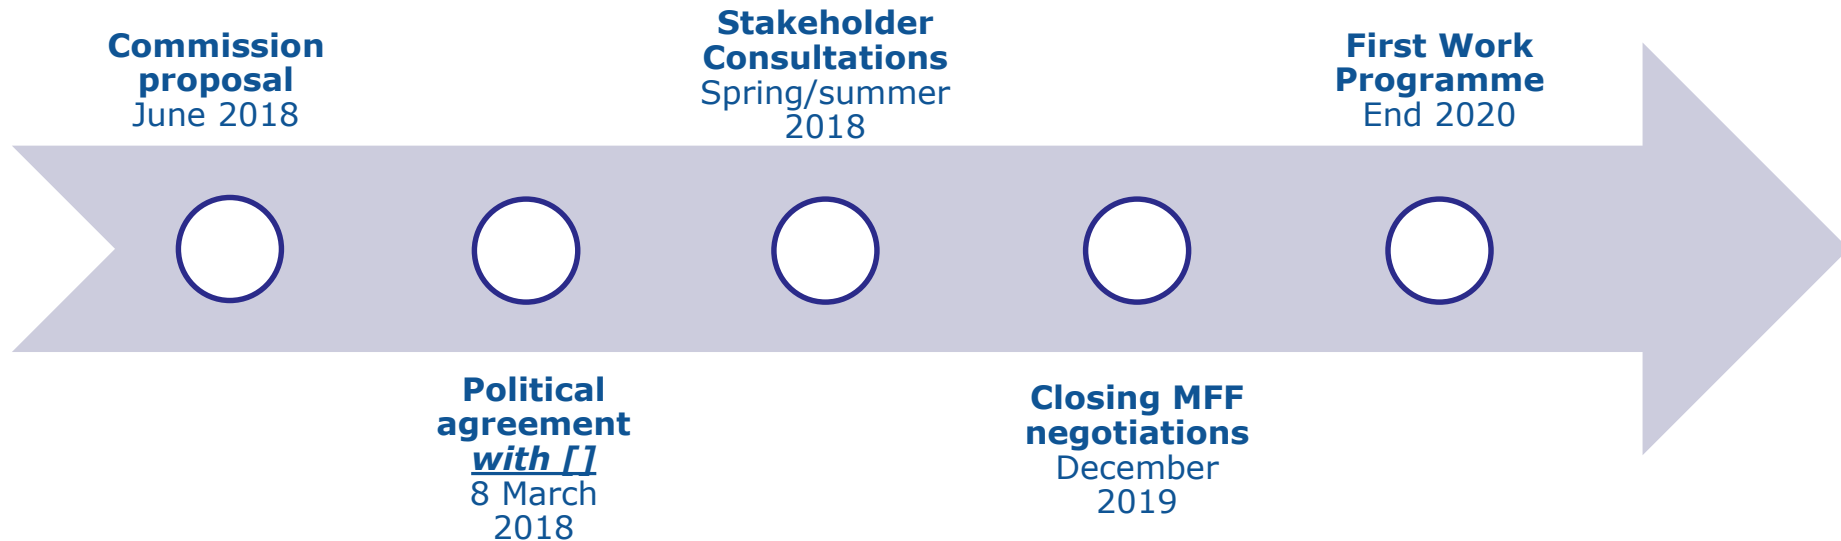 Commission
proposal
June 2018
Political
agreement
with []
8 March
2018
Stakeholder
Consultations
Spring/summer
2018
Closing MFF
negotiations
December
2019
First Work
Programme
End 2020